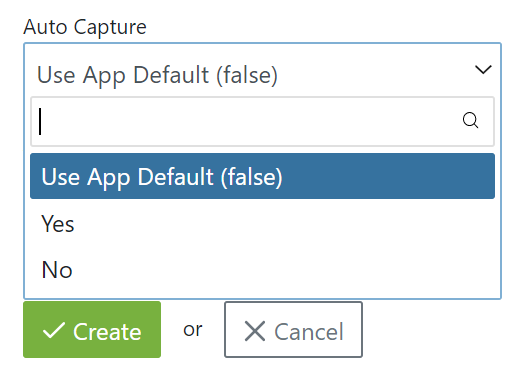 Auto Capture
Use App Default (false)
Use App Default (false)
Yes
No
Create or Cancel